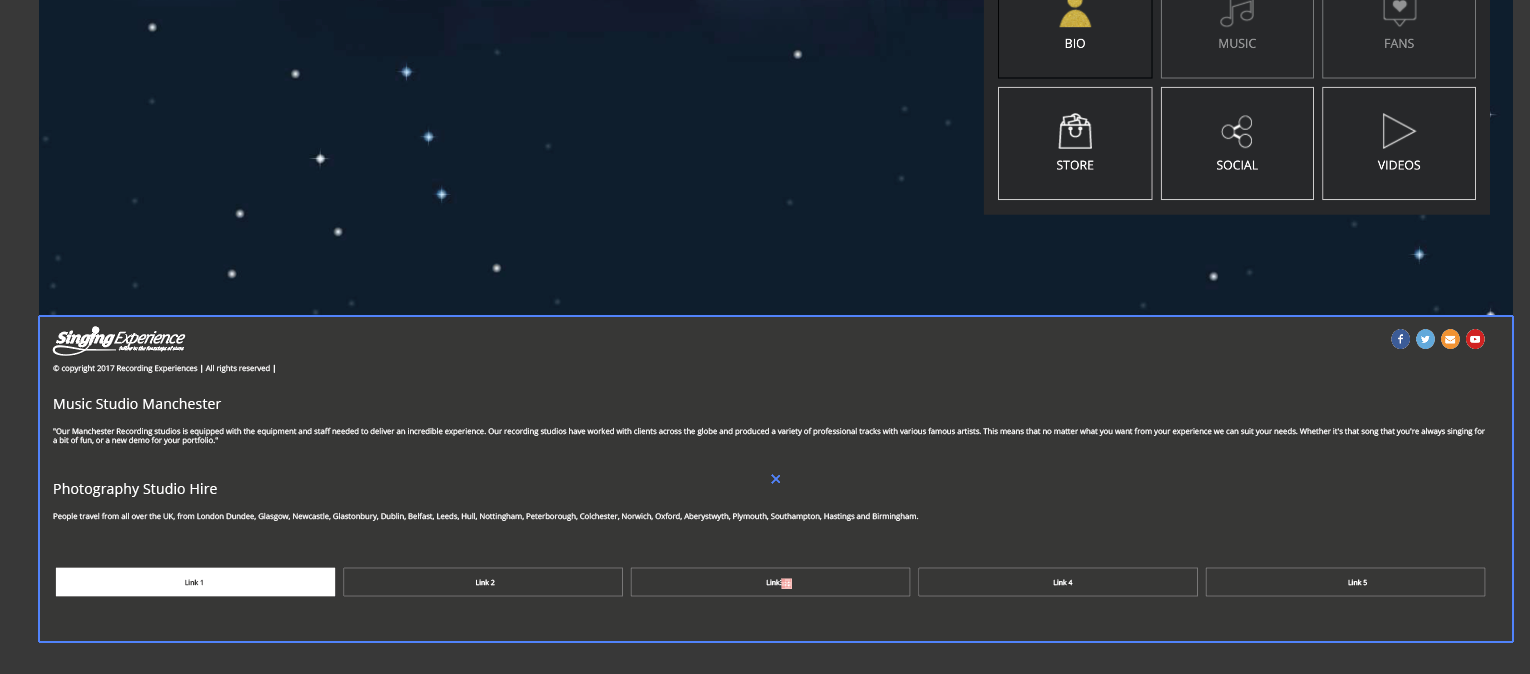 BIO
MUSIC
FANS
STORE
SOCIAL
VIDEOS
Singing Experience
follow in the footsteps of stars
© copyright 2017 Recording Experiences | All rights reserved |
Music Studio Manchester
"Our Manchester Recording studios is equipped with the equipment and staff needed to deliver an incredible experience. Our recording studios have worked with clients across the globe and produced a variety of professional tracks with various famous artists. This means that no matter what you want from your experience we can suit your needs. Whether it's that song that you're always singing for
a bit of fun, or a new demo for your portfolio."
Photography Studio Hire
People travel from all over the UK, from London Dundee, Glasgow, Newcastle, Glastonbury, Dublin, Belfast, Leeds, Hull, Nottingham, Peterborough, Colchester, Norwich, Oxford, Aberystwyth, Plymouth, Southampton, Hastings and Birmingham.
Link 1
Link 2
Link
Link 4
Link 5